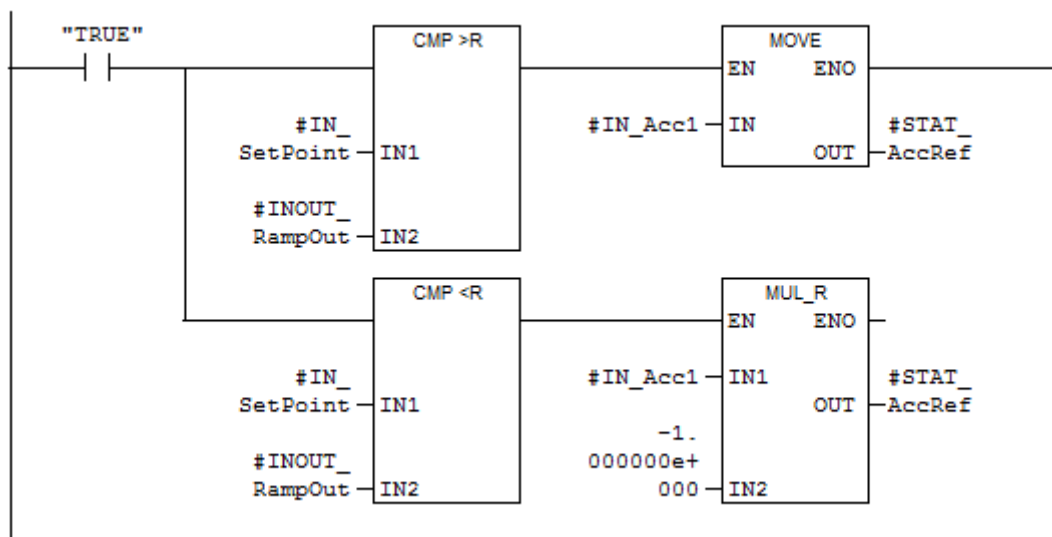 "TRUE"
CMP >R
MOVE
EN ENO
#IN_
SetPoint IN1
#IN_Acc1 IN
#STAT_
OUT AccRef
#INOUT_
RampOut IN2
CMP <R
MUL_R
EN ENO
#IN_
SetPoint IN1
#IN_Acc1 IN1
#STAT_
OUT AccRef
#INOUT_
RampOut IN2
-1.
000000e+
000 IN2